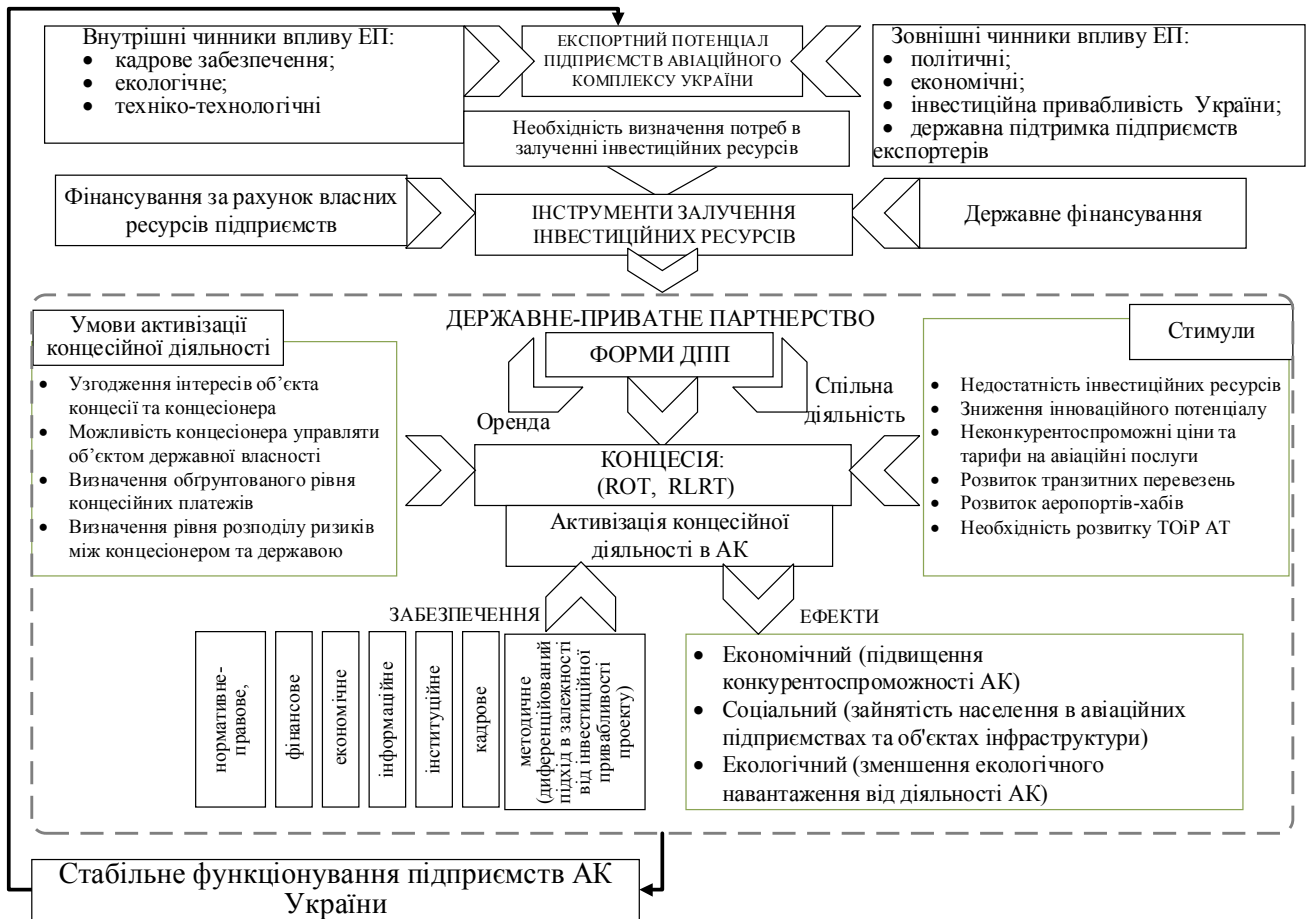 Внутрішні чинники впливу ЕП:
• кадрове забезпечення;
• екологічне;
• техніко-технологічні
ЕКСПОРТНИЙ ПОТЕНЦІАЛ
ПІДПРИЄМСТВ АВІАЦІЙНОГО
КОМПЛЕКСУ УКРАЇНИ
Зовнішні чинники впливу ЕП:
• політичні;
• економічні;
• інвестиційна привабливість України;
• державна підтримка підприємств
експортерів
Необхідність визначення потреб в
залученні інвестиційних ресурсів
Фінансування за рахунок власних
ресурсів підприємств
ІНСТРУМЕНТИ ЗАЛУЧЕННЯ
ІНВЕСТИЦІЙНИХ РЕСУРСІВ
Державне фінансування
Умови активізації
концесійної діяльності
• Узгодження інтересів об’єкта
концесії та концесіонера
• Можливість концесіонера управляти
об’єктом державної власності
• Визначення обґрунтованого рівня
концесійних платежів
• Визначення рівня розподілу ризиків
між концесіонером та державою
ДЕРЖАВНЕ-ПРИВАТНЕ ПАРТНЕРСТВО
ФОРМИ ДПП
Оренда
Спільна
діяльність
КОНЦЕСІЯ:
(ROT, RLRT)
Активізація концесійної
діяльності в АК
Стимули
• Недостатність інвестиційних ресурсів
• Зниження інноваційного потенціалу
• Неконкурентоспроможні ціни та
тарифи на авіаційні послуги
• Розвиток транзитних перевезень
• Розвиток аеропортів-хабів
• Необхідність розвитку ТОіР АТ
ЗАБЕЗПЕЧЕННЯ
нормативне-
правове,
фінансове
економічне
інформаційне
інституційне
кадрове
методичне
(диференційований
підхід в залежності
від інвестиційної
привабливості
проекту)
ЕФЕКТИ
• Економічний (підвищення
конкурентоспроможності АК)
• Соціальний (зайнятість населення в авіаційних
підприємствах та об'єктах інфраструктури)
• Екологічний (зменшення екологічного
навантаження від діяльності АК)
Стабільне функціонування підприємств АК
України